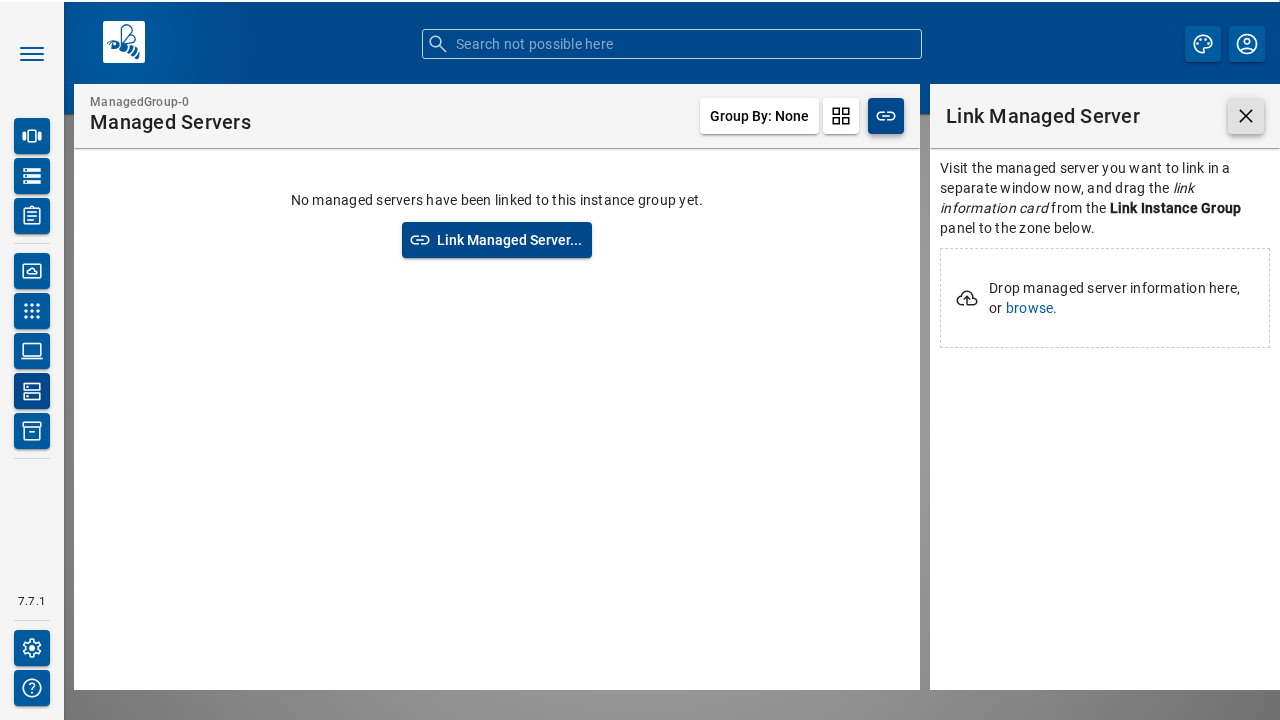 Search not possible here
ManagedGroup-0
Managed Servers
Group By: None
No managed servers have been linked to this instance group yet.
Link Managed Server...
Link Managed Server
Visit the managed server you want to link in a
separate window now, and drag the link
information card from the Link Instance Group
panel to the zone below.
Drop managed server information here,
or browse.
7.7.1